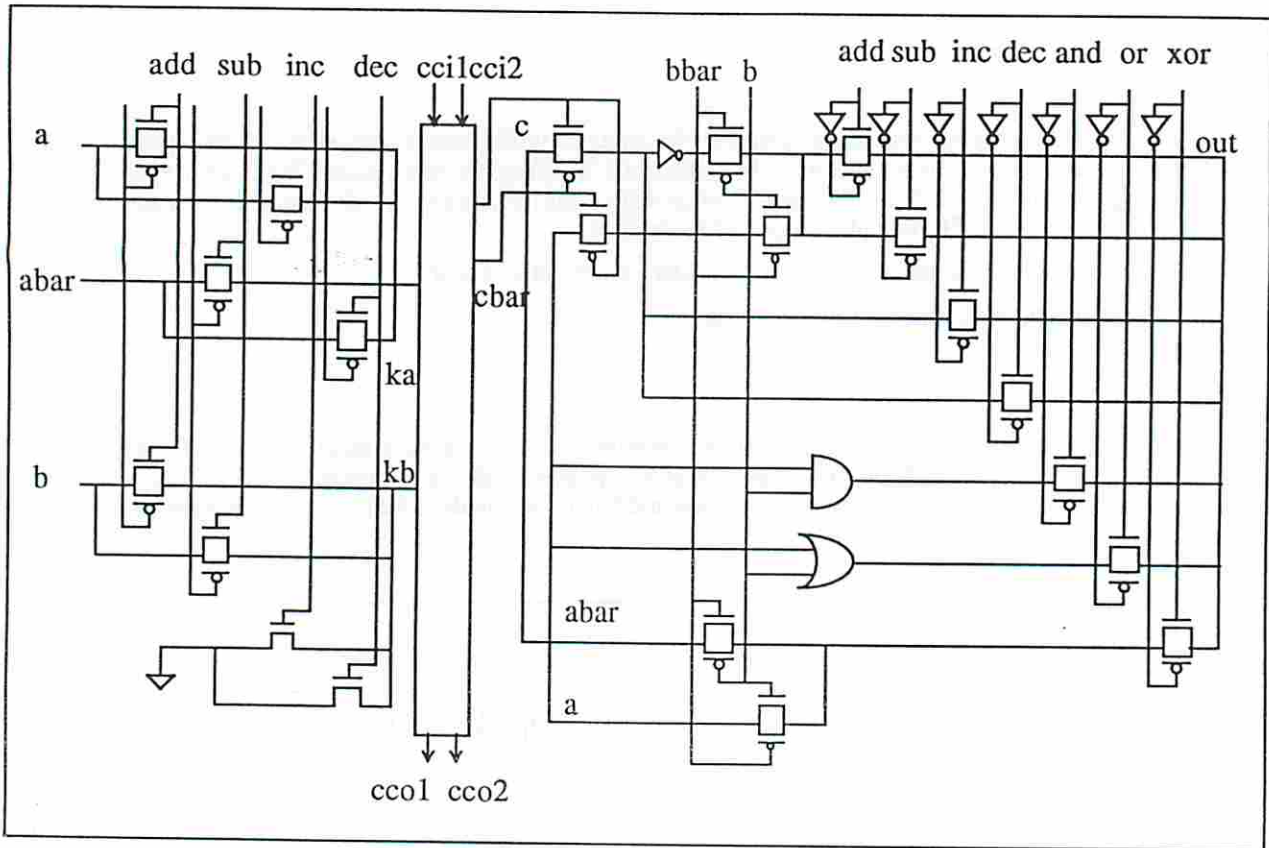 add sub inc dec cci1cci2 bbar b add sub inc dec and or xor
a c out
abar cbar
ka
b kb
abar
a
cco1 cco2